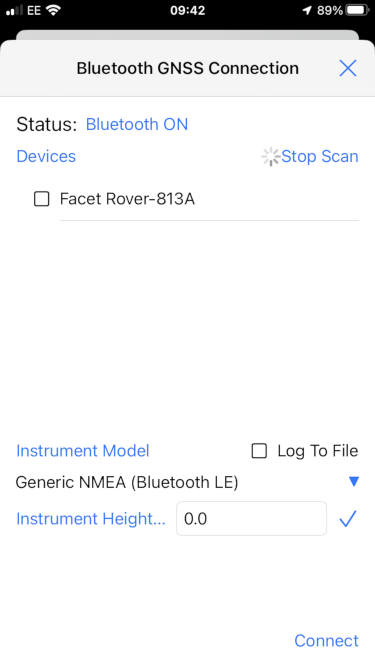 EE 09:42 89%
Bluetooth GNSS Connection
Status: Bluetooth ON
Devices Stop Scan
Facet Rover-813A
Instrument Model Log To File
Generic NMEA (Bluetooth LE)
Instrument Height... 0.0
Connect